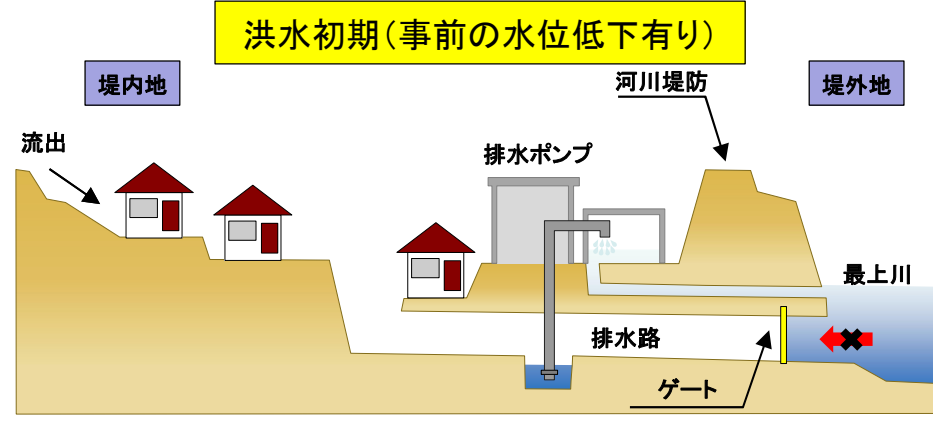 洪水初期(事前の水位低下有り)
堤内地
河川堤防
堤外地
流出
排水ポンプ
最上川
排水路
ゲート